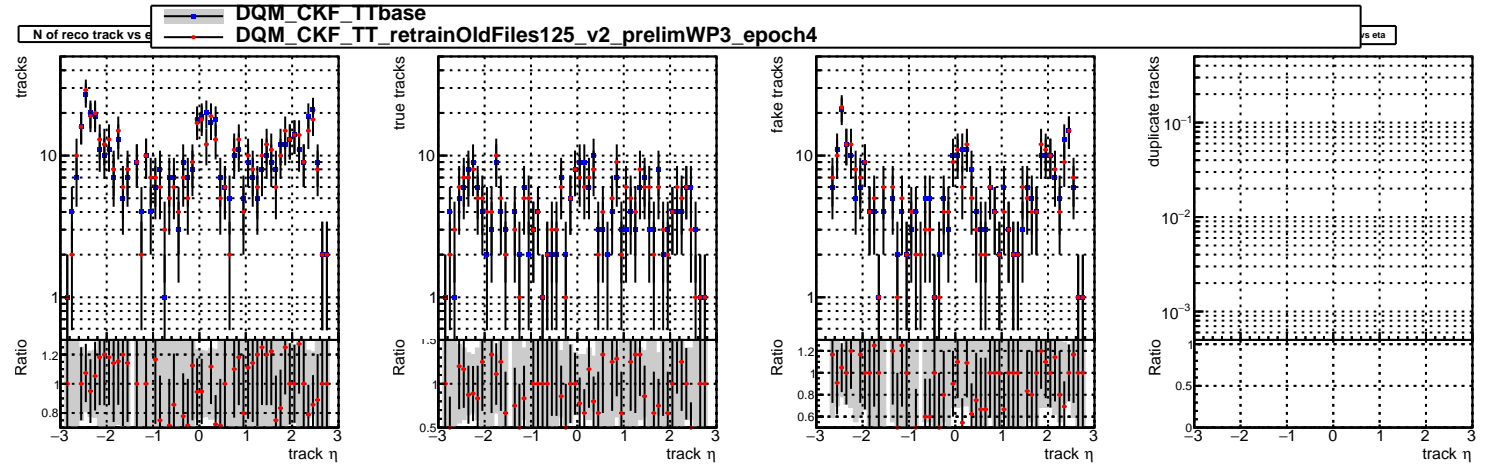 DQM_CKF_TTbase
DQM_CKF_TT_retrainOldFiles125_v2_prelimWP3_epoch4
N of reco track vs e
vs eta
tracks
10
1
Ratio
1.2
1
0.8
−3 −2 −1 0 1 2 3
track η
true tracks
10
1
Ratio
1.5
1
0.5
−3 −2 −1 0 1 2 3
track η
fake tracks
10
1
Ratio
1.2
1
0.8
0.6
−3 −2 −1 0 1 2 3
track η
duplicate tracks
10−1
10−2
10−3
Ratio
1
0.5
0
−3 −2 −1 0 1 2 3
track η